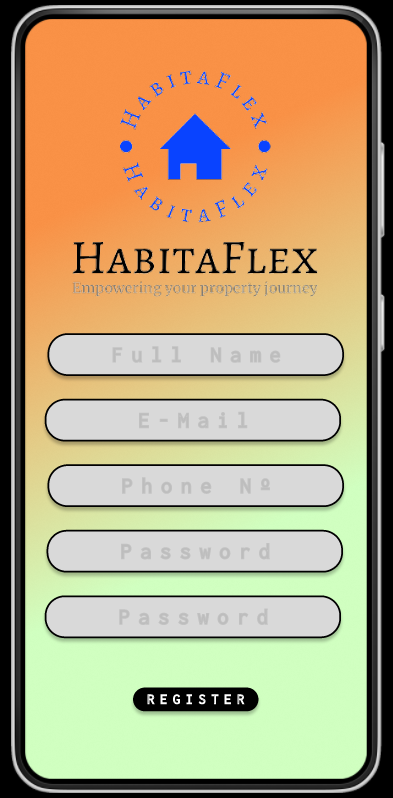 HabitaFlex
HabitaFlex
HabitaFlex
Empowering your property journey
Full Name
E-Mail
Phone Nº
Password
Password
REGISTER